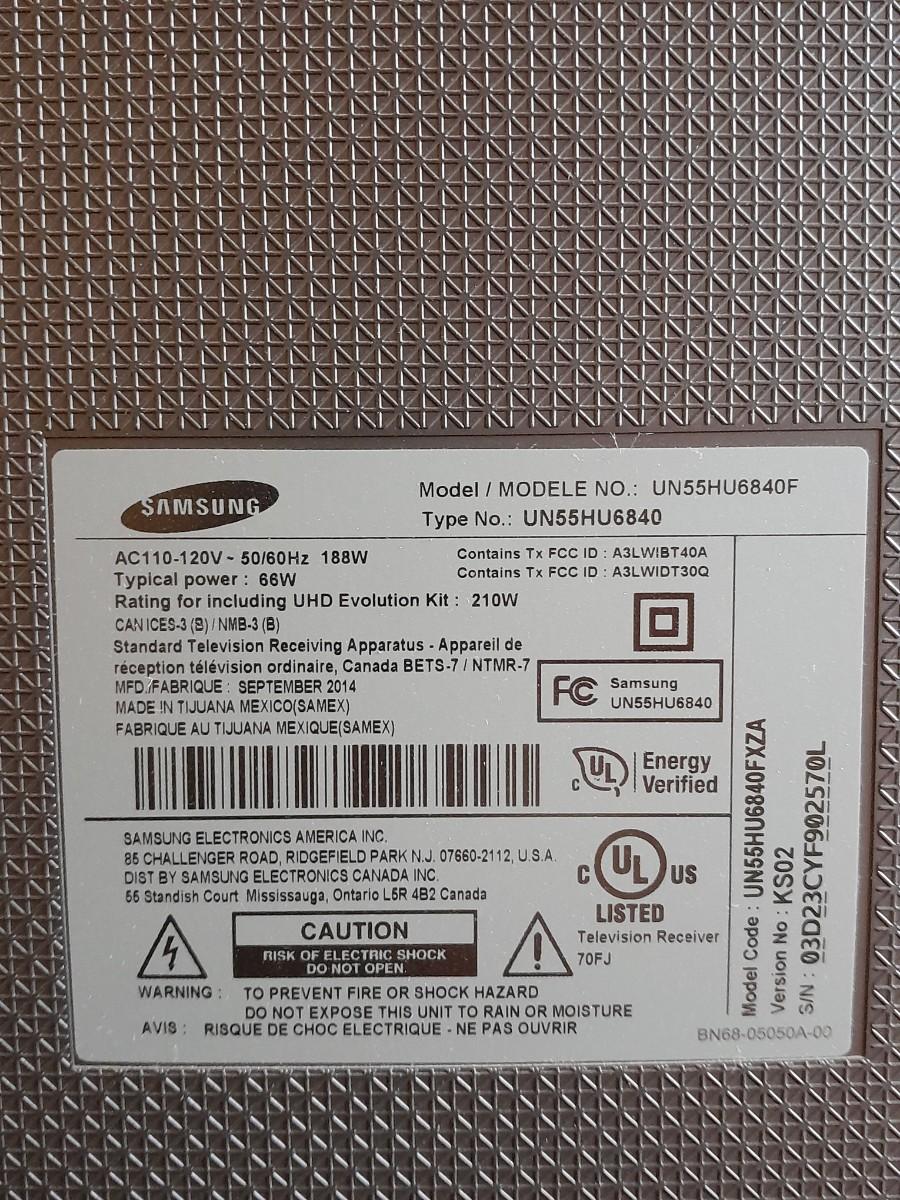 SAMSUNG
Model / MODELE NO.: UN55HU6840F
Type No.: UN55HU6840
AC110-120V ~ 50/60Hz 188W
Typical power : 66W
Rating for including UHD Evolution Kit : 210W
CAN ICES-3 (B) / NMB-3 (B)
Standard Television Receiving Apparatus - Appareil de
réception télévision ordinaire, Canada BETS-7 / NTMR-7
MFD./FABRIQUE : SEPTEMBER 2014
MADE IN TIJUANA MEXICO(SAMEX)
FABRIQUE AU TIJUANA MEXIQUE(SAMEX)
Contains Tx FCC ID : A3LWIBT40A
Contains Tx FCC ID : A3LWIDT30Q
FC Samsung
UN55HU6840
c UL Energy
Verified
SAMSUNG ELECTRONICS AMERICA INC.
85 CHALLENGER ROAD, RIDGEFIELD PARK N.J. 07660-2112, U.S.A.
DIST BY SAMSUNG ELECTRONICS CANADA INC.
55 Standish Court Mississauga, Ontario L5R 4B2 Canada
c UL US
LISTED
Television Receiver
70FJ
CAUTION
RISK OF ELECTRIC SHOCK
DO NOT OPEN.
WARNING : TO PREVENT FIRE OR SHOCK HAZARD
DO NOT EXPOSE THIS UNIT TO RAIN OR MOISTURE
AVIS : RISQUE DE CHOC ELECTRIQUE - NE PAS OUVRIR
BN68-05050A-00
Model Code : UN55HU6840FXZA
Version No : KS02
S/N : 03D23CYF902570L